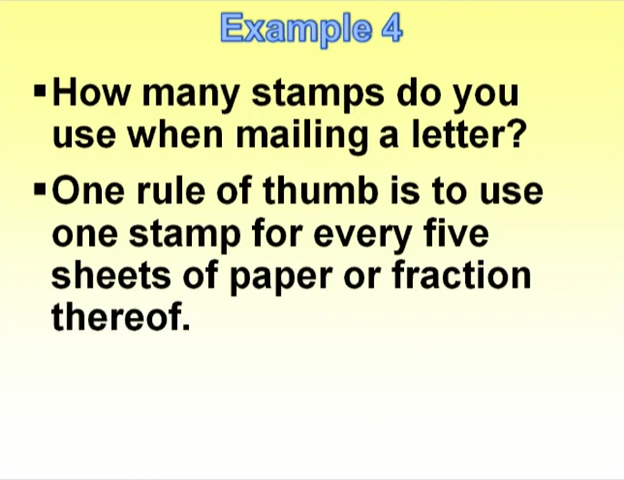 Example 4
▪How many stamps do you
use when mailing a letter?
▪One rule of thumb is to use
one stamp for every five
sheets of paper or fraction
thereof.